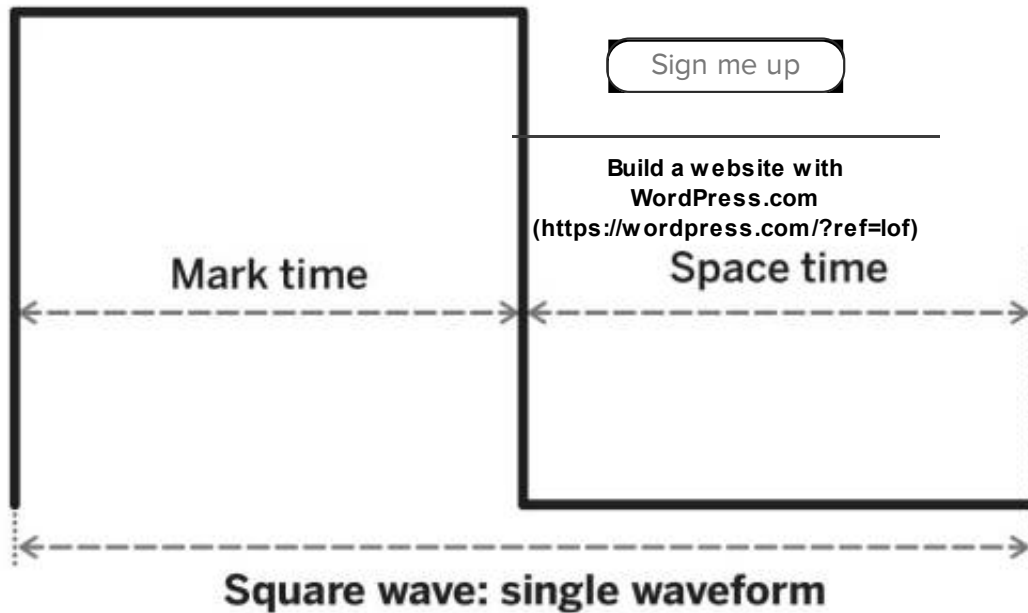 Sign me up
Build a website with
WordPress.com
(https://wordpress.com/?ref=lof)
Mark time
Space time
Square wave: single waveform